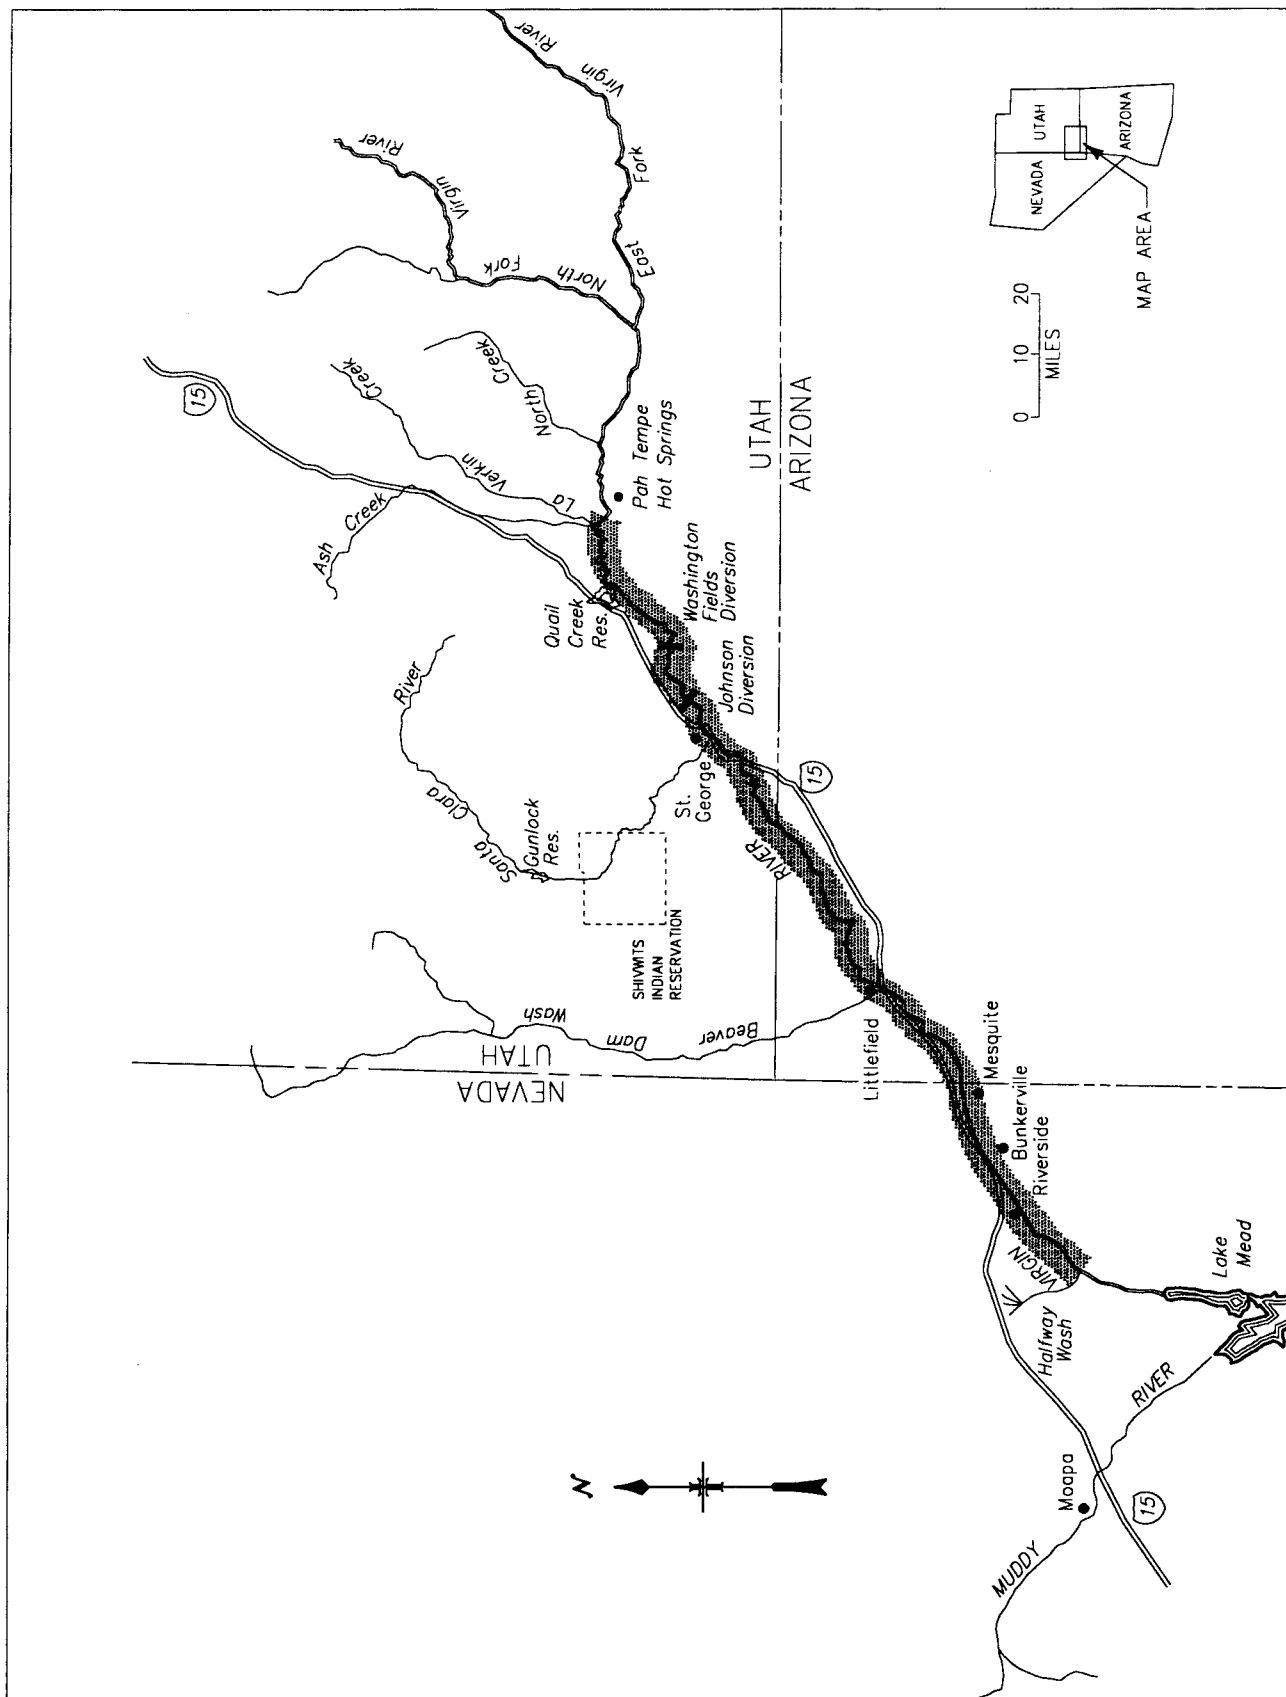 River
Virgin
Fork
East
River
Virgin
Fork
North
Creek
North
Creek
Verkin
La
15
Ash
Creek
Pah Tempe
Hot Springs
UTAH
ARIZONA
NEVADA
UTAH
ARIZONA
MAP AREA
0
10
20
MILES
Quail
Creek
Res.
Washington
Fields
Diversion
Johnson
Diversion
St.
George
15
River
Clara
Santa
Gunlock
Res.
SHIVWITS
INDIAN
RESERVATION
RIVER
Wash
Dam
Beaver
UTAH
NEVADA
Littlefield
Mesquite
Bunkerville
Riverside
VIRGIN
Halfway
Wash
Lake
Mead
RIVER
MUDDY
Moapa
15
N